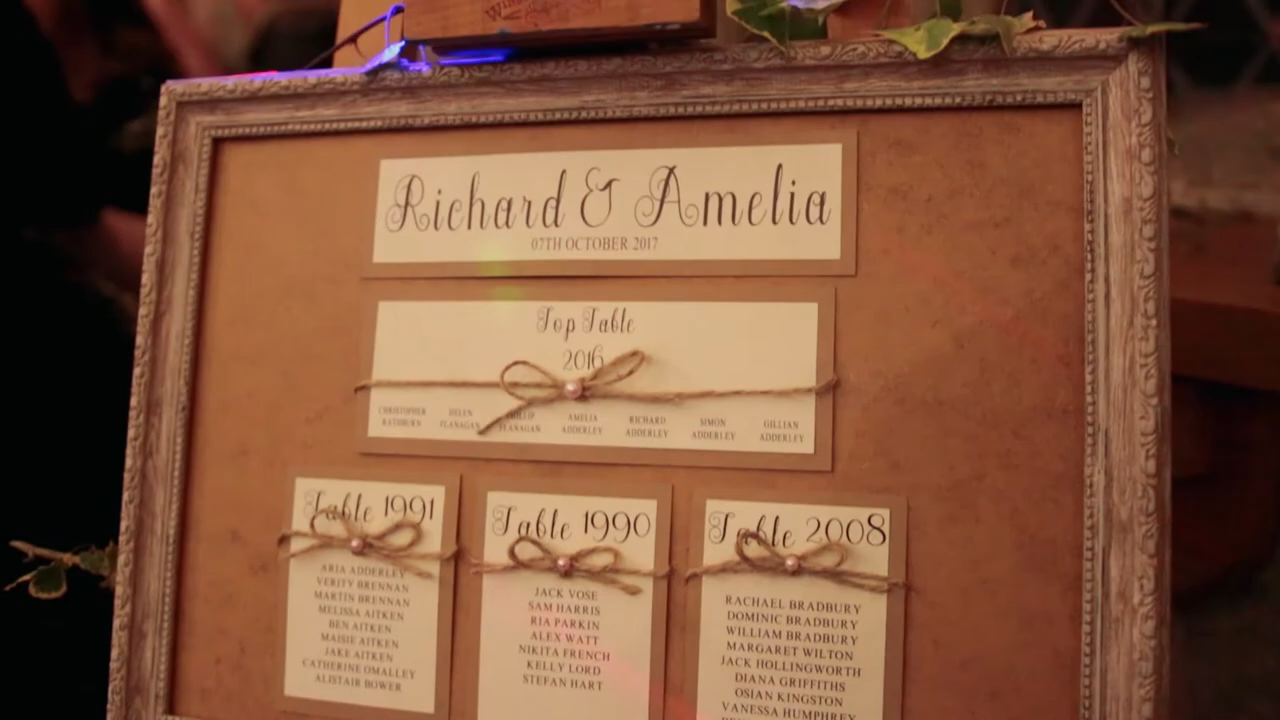 Richard & Amelia
07TH OCTOBER 2017
Top Table
2016
CHRISTOPHER HELEN AMELIA RICHARD SIMON GILLIAN
FLANAGAN FLANAGAN ADDERLEY ADDERLEY ADDERLEY ADDERLEY
Table 1991
ARIA ADDERLEY
VERITY BRENNAN
MARTIN BRENNAN
MELISSA AITKEN
BEN AITKEN
MAISIE AITKEN
JAKE AITKEN
CATHERINE OMALLEY
ALISTAIR BOWER
Table 1990
JACK VOSE
SAM HARRIS
RIA PARKIN
ALEX WATT
NIKITA FRENCH
KELLY LORD
STEFAN HART
Table 2008
RACHAEL BRADBURY
DOMINIC BRADBURY
WILLIAM BRADBURY
MARGARET WILTON
JACK HOLLINGWORTH
DIANA GRIFFITHS
OSIAN KINGSTON
VANESSA HUMPHREY